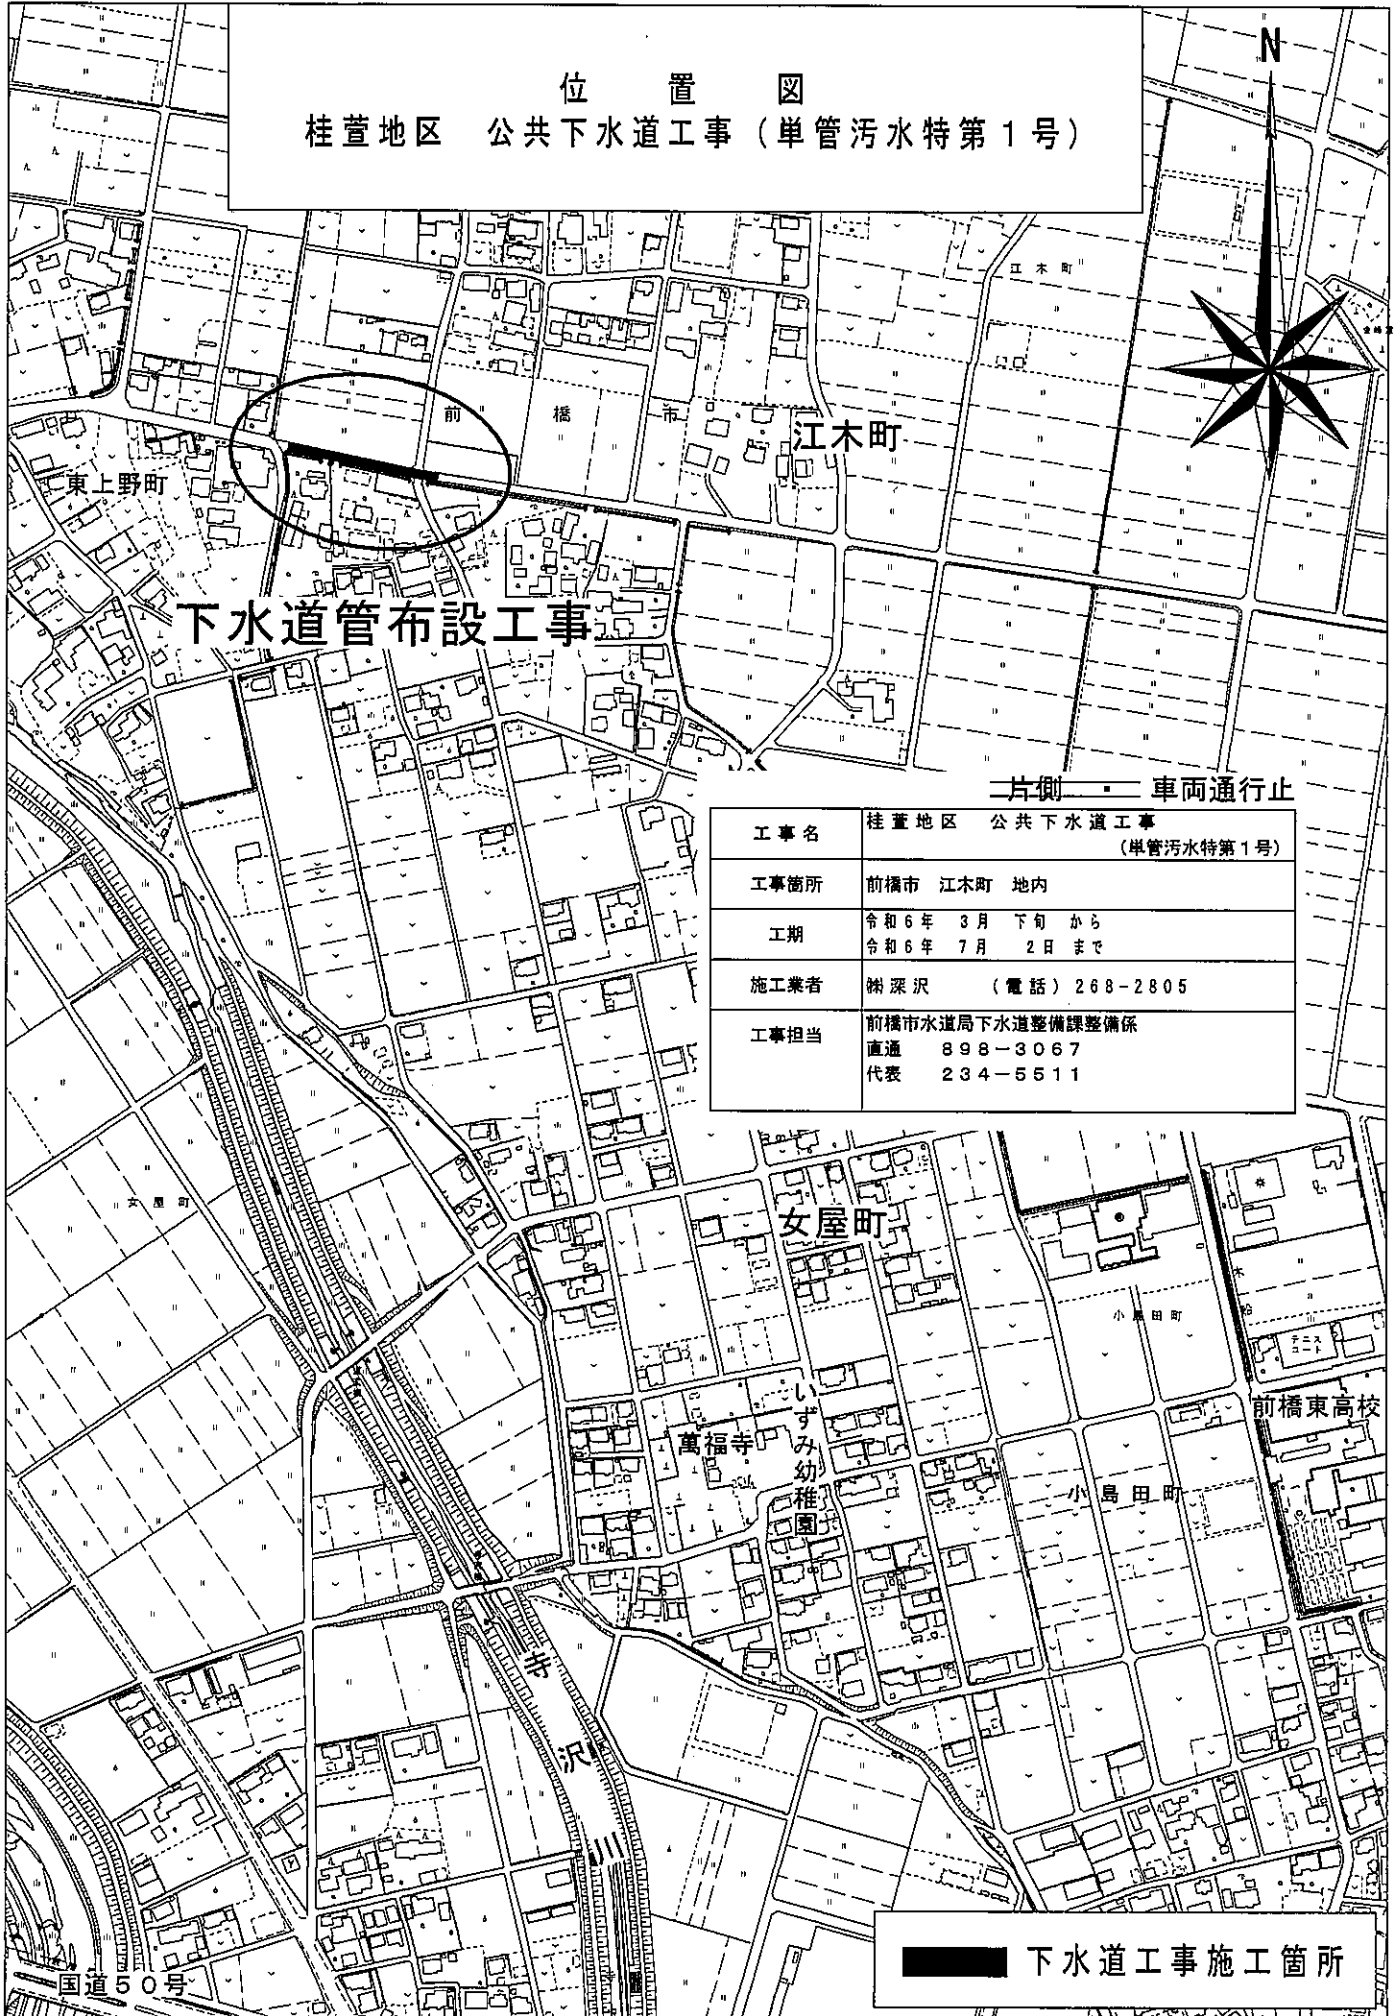 位置図
桂萱地区 公共下水道工事（単管汚水特第１号）
N
江木町
前橋市
江木町
東上野町
下水道管布設工事
片側 ・ 車両通行止
工事名 桂萱地区 公共下水道工事
（単管汚水特第１号）
工事箇所 前橋市 江木町 地内
工期 令和６年 ３月 下旬 から
令和６年 ７月 ２日 まで
施工業者 ㈱深沢 （電話）268-2805
工事担当 前橋市水道局下水道整備課整備係
直通 ８９８－３０６７
代表 ２３４－５５１１
女屋町
女屋町
小島田町
テニス
コート
前橋東高校
いずみ幼稚園
萬福寺
小島田町
寺沢川
国道５０号
下水道工事施工箇所